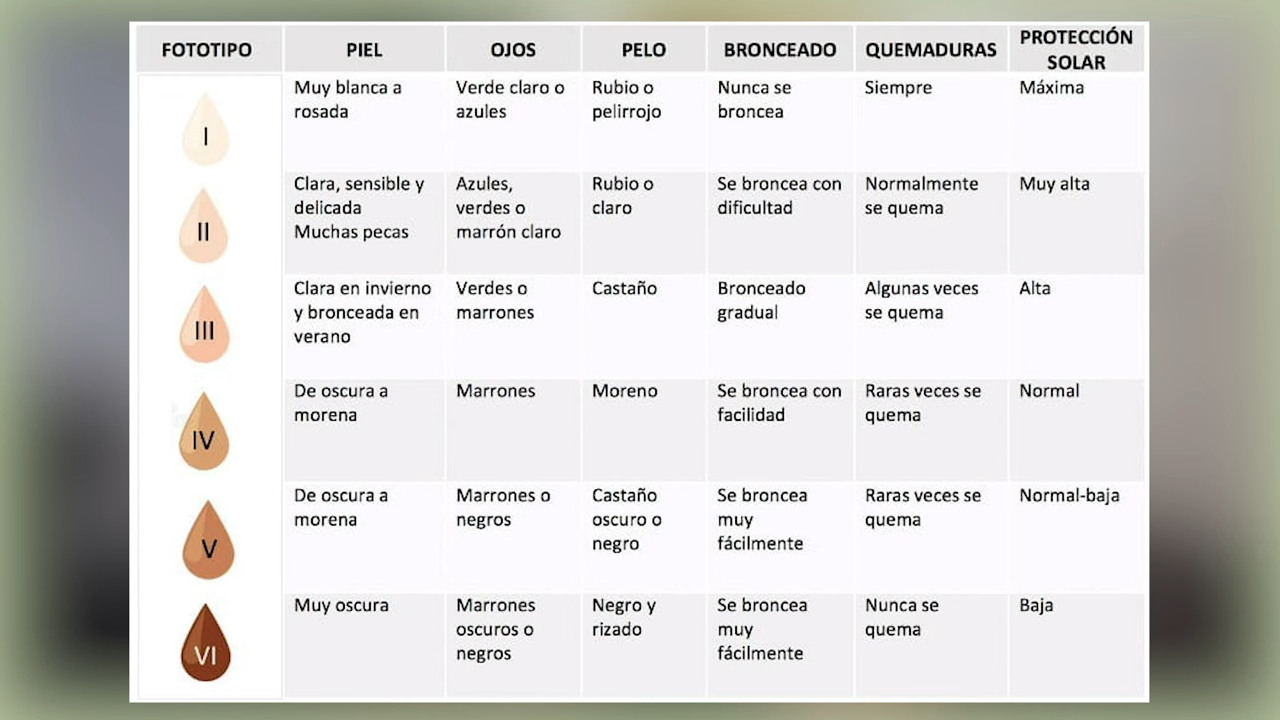 FOTOTIPO PIEL OJOS PELO BRONCEADO QUEMADURAS PROTECCIÓN SOLAR
I
Muy blanca a
rosada
Verde claro o
azules
Rubio o
pelirrojo
Nunca se
broncea
Siempre
Máxima
II
Clara, sensible y
delicada
Muchas pecas
Azules,
verdes o
marrón claro
Rubio o
claro
Se broncea con
dificultad
Normalmente
se quema
Muy alta
III
Clara en invierno
y bronceada en
verano
Verdes o
marrones
Castaño
Bronceado
gradual
Algunas veces
se quema
Alta
IV
De oscura a
morena
Marrones
Moreno
Se broncea con
facilidad
Raras veces se
quema
Normal
V
De oscura a
morena
Marrones o
negros
Castaño
oscuro o
negro
Se broncea
muy
fácilmente
Raras veces se
quema
Normal-baja
VI
Muy oscura
Marrones
oscuros o
negros
Negro y
rizado
Se broncea
muy
fácilmente
Nunca se
quema
Baja